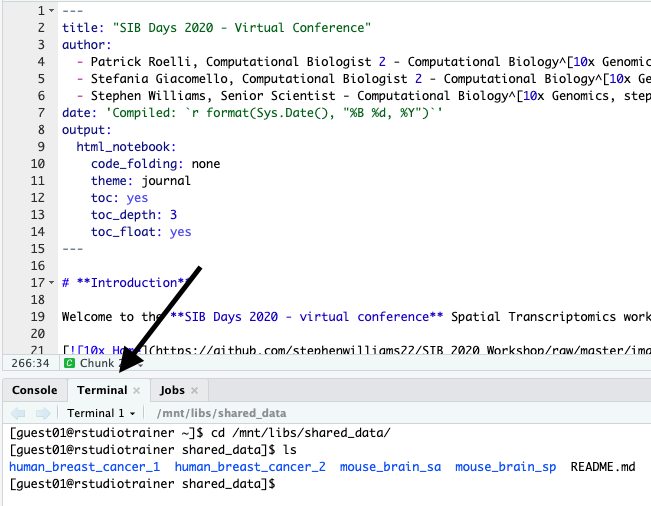 1 ---
2 title: "SIB Days 2020 - Virtual Conference"
3 author:
4 - Patrick Roelli, Computational Biologist 2 - Computational Biology^[10x Genomic
5 - Stefania Giacomello, Computational Biologist 2 - Computational Biology^[10x Ge
6 - Stephen Williams, Senior Scientist - Computational Biology^[10x Genomics, step
7 date: 'Compiled: `r format(Sys.Date(), "%B %d, %Y")`'
8 output:
9 html_notebook:
10 code_folding: none
11 theme: journal
12 toc: yes
13 toc_depth: 3
14 toc_float: yes
15 ---
16
17 # **Introduction**
18
19 Welcome to the **SIB Days 2020 - virtual conference** Spatial Transcriptomics work
20
21 [![10x Hom](https://github.com/stephenwilliams22/SIB_2020_Workshop/raw/master/ima
266:34 C Chunk
Console Terminal × Jobs ×
Terminal 1 /mnt/libs/shared_data
[guest01@rstudiotrainer ~]$ cd /mnt/libs/shared_data/
[guest01@rstudiotrainer shared_data]$ ls
human_breast_cancer_1 human_breast_cancer_2 mouse_brain_sa mouse_brain_sp README.md
[guest01@rstudiotrainer shared_data]$